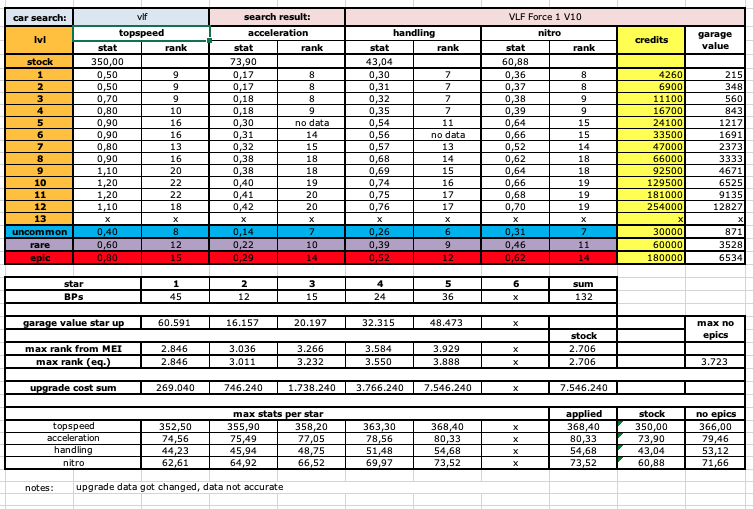 car search: vlf search result: VLF Force 1 V10
lvl topspeed acceleration handling nitro credits garage value
stat rank stat rank stat rank stat rank
stock 350,00 73,90 43,04 60,88
1 0,50 9 0,17 8 0,30 7 0,36 8 4260 215
2 0,50 9 0,17 8 0,31 7 0,37 8 6900 348
3 0,70 9 0,18 8 0,32 7 0,38 9 11100 560
4 0,80 10 0,18 9 0,35 7 0,39 9 16700 843
5 0,90 16 0,30 no data 0,54 11 0,64 15 24100 1217
6 0,90 16 0,31 14 0,56 no data 0,66 15 33500 1691
7 0,80 13 0,32 15 0,57 13 0,52 14 47000 2373
8 0,90 16 0,38 18 0,68 14 0,62 18 66000 3333
9 1,10 20 0,38 18 0,69 15 0,64 18 92500 4671
10 1,20 22 0,40 19 0,74 16 0,66 19 129500 6525
11 1,20 22 0,41 20 0,75 17 0,68 19 181000 9135
12 1,10 18 0,42 20 0,76 17 0,70 19 254000 12827
13 x x x x x x x x x x
uncommon 0,40 8 0,14 7 0,26 6 0,31 7 30000 871
rare 0,60 12 0,22 10 0,39 9 0,46 11 60000 3528
epic 0,80 15 0,29 14 0,52 12 0,62 14 180000 6534
star 1 2 3 4 5 6 sum
BPs 45 12 15 24 36 x 132
garage value star up 60.591 16.157 20.197 32.315 48.473 x max no epics
stock
max rank from MEI 2.846 3.036 3.266 3.584 3.929 x 2.706
max rank (eq.) 2.846 3.011 3.232 3.550 3.888 x 2.706 3.723
upgrade cost sum 269.040 746.240 1.738.240 3.766.240 7.546.240 x 7.546.240
max stats per star applied stock no epics
topspeed 352,50 355,90 358,20 363,30 368,40 x 368,40 350,00 366,00
acceleration 74,56 75,49 77,05 78,56 80,33 x 80,33 73,90 79,46
handling 44,23 45,94 48,75 51,48 54,68 x 54,68 43,04 53,12
nitro 62,61 64,92 66,52 69,97 73,52 x 73,52 60,88 71,66
notes: upgrade data got changed, data not accurate